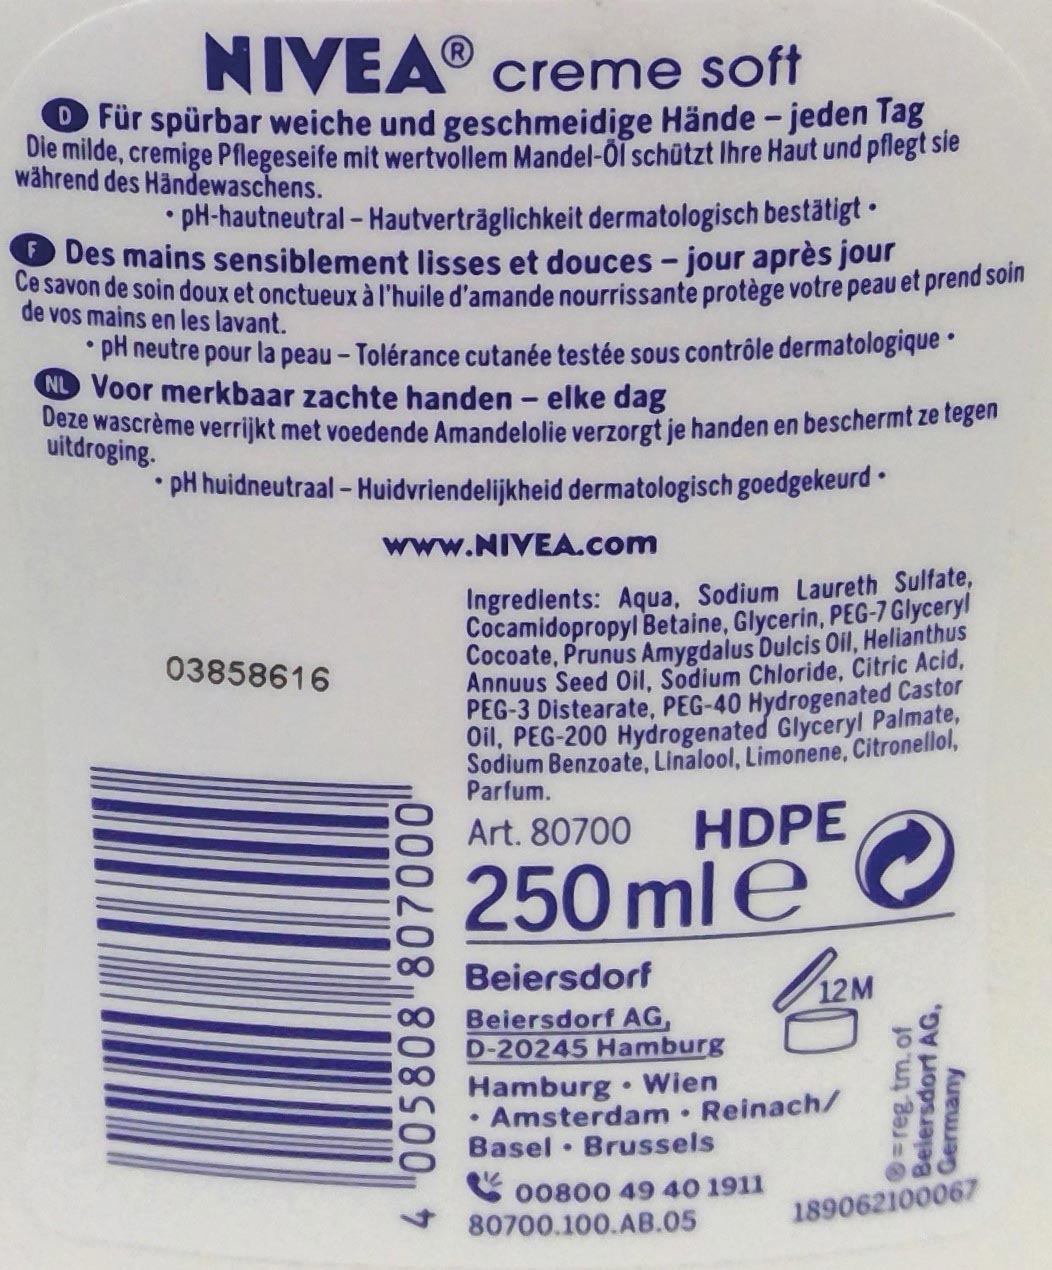 NIVEA® creme soft
D Für spürbar weiche und geschmeidige Hände – jeden Tag
Die milde, cremige Pflegeseife mit wertvollem Mandel-Öl schützt Ihre Haut und pflegt sie
während des Händewaschens.
• pH-hautneutral – Hautverträglichkeit dermatologisch bestätigt •
F Des mains sensiblement lisses et douces – jour après jour
Ce savon de soin doux et onctueux à l'huile d'amande nourrissante protège votre peau et prend soin
de vos mains en les lavant.
• pH neutre pour la peau – Tolérance cutanée testée sous contrôle dermatologique •
NL Voor merkbaar zachte handen – elke dag
Deze wascrème verrijkt met voedende Amandelolie verzorgt je handen en beschermt ze tegen
uitdroging.
• pH huidneutraal – Huidvriendelijkheid dermatologisch goedgekeurd •
www.NIVEA.com
Ingredients: Aqua, Sodium Laureth Sulfate,
Cocamidopropyl Betaine, Glycerin, PEG-7 Glyceryl
Cocoate, Prunus Amygdalus Dulcis Oil, Helianthus
Annuus Seed Oil, Sodium Chloride, Citric Acid,
PEG-3 Distearate, PEG-40 Hydrogenated Castor
Oil, PEG-200 Hydrogenated Glyceryl Palmate,
Sodium Benzoate, Linalool, Limonene, Citronellol,
Parfum.
03858616
4 005808 807000
Art. 80700 HDPE
250 ml e
Beiersdorf
12M
Beiersdorf AG,
D-20245 Hamburg
Hamburg • Wien
• Amsterdam • Reinach/
Basel • Brussels
00800 49 40 1911
80700.100.AB.05
® = reg. tm. of
Beiersdorf AG,
Germany
189062100067